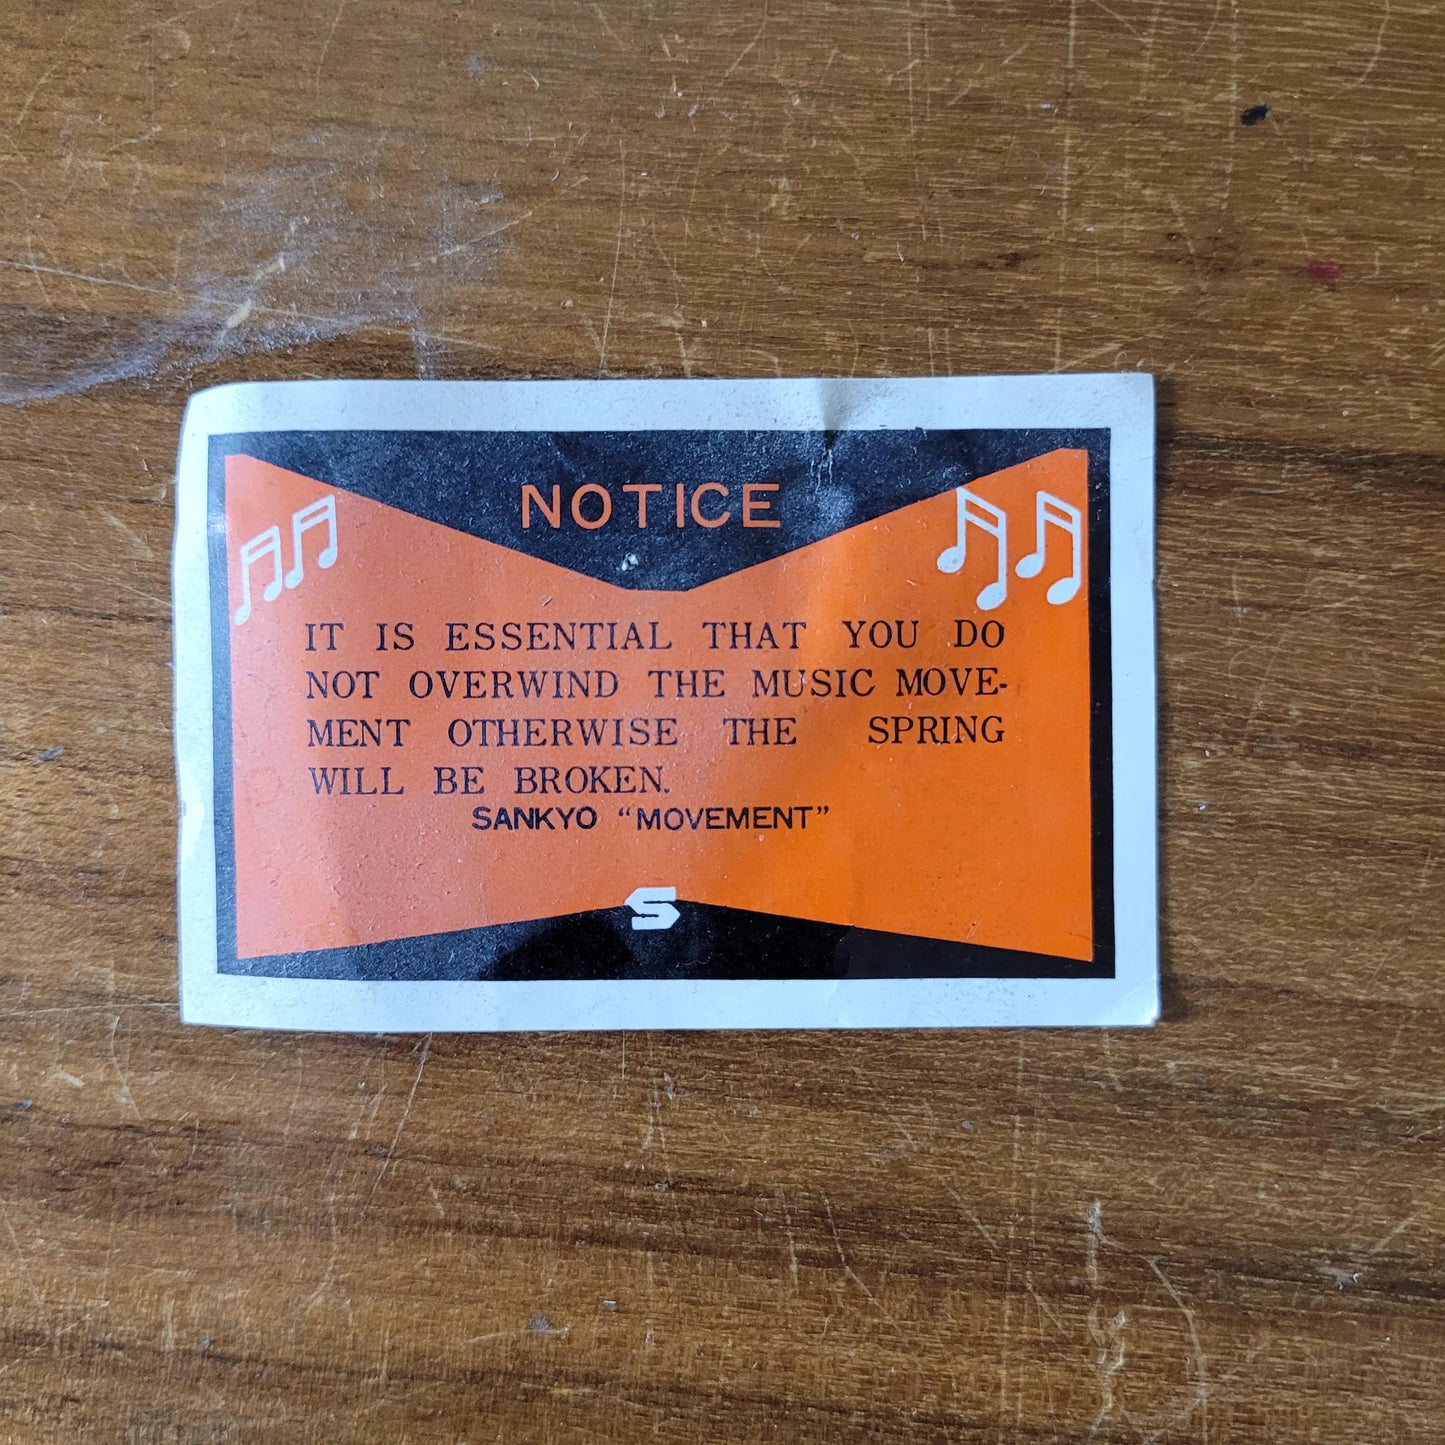 NOTICE
IT IS ESSENTIAL THAT YOU DO
NOT OVERWIND THE MUSIC MOVE-
MENT OTHERWISE THE SPRING
WILL BE BROKEN.
SANKYO “MOVEMENT”
S